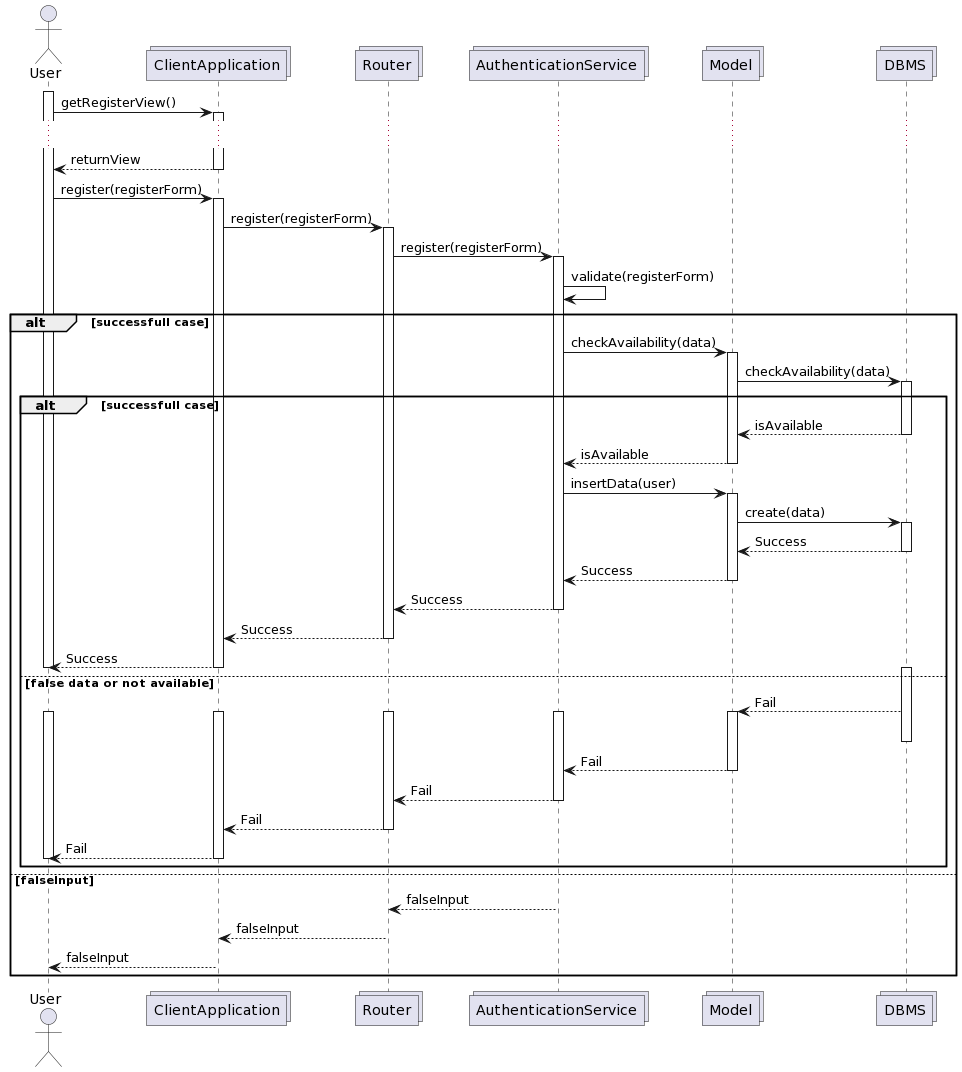 User
ClientApplication
Router
AuthenticationService
Model
DBMS
getRegisterView()
returnView
register(registerForm)
register(registerForm)
register(registerForm)
validate(registerForm)
alt
[successfull case]
checkAvailability(data)
checkAvailability(data)
alt
[successfull case]
isAvailable
isAvailable
insertData(user)
create(data)
Success
Success
Success
Success
Success
[false data or not available]
Fail
Fail
Fail
Fail
Fail
[falseInput]
falseInput
falseInput
falseInput
User
ClientApplication
Router
AuthenticationService
Model
DBMS